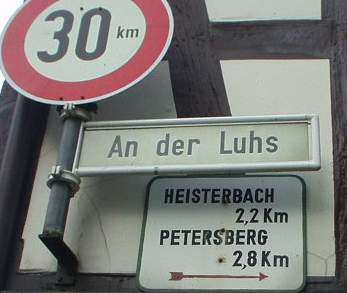 30 km
An der Luhs
HEISTERBACH
2,2 Km
PETERSBERG
2,8 Km